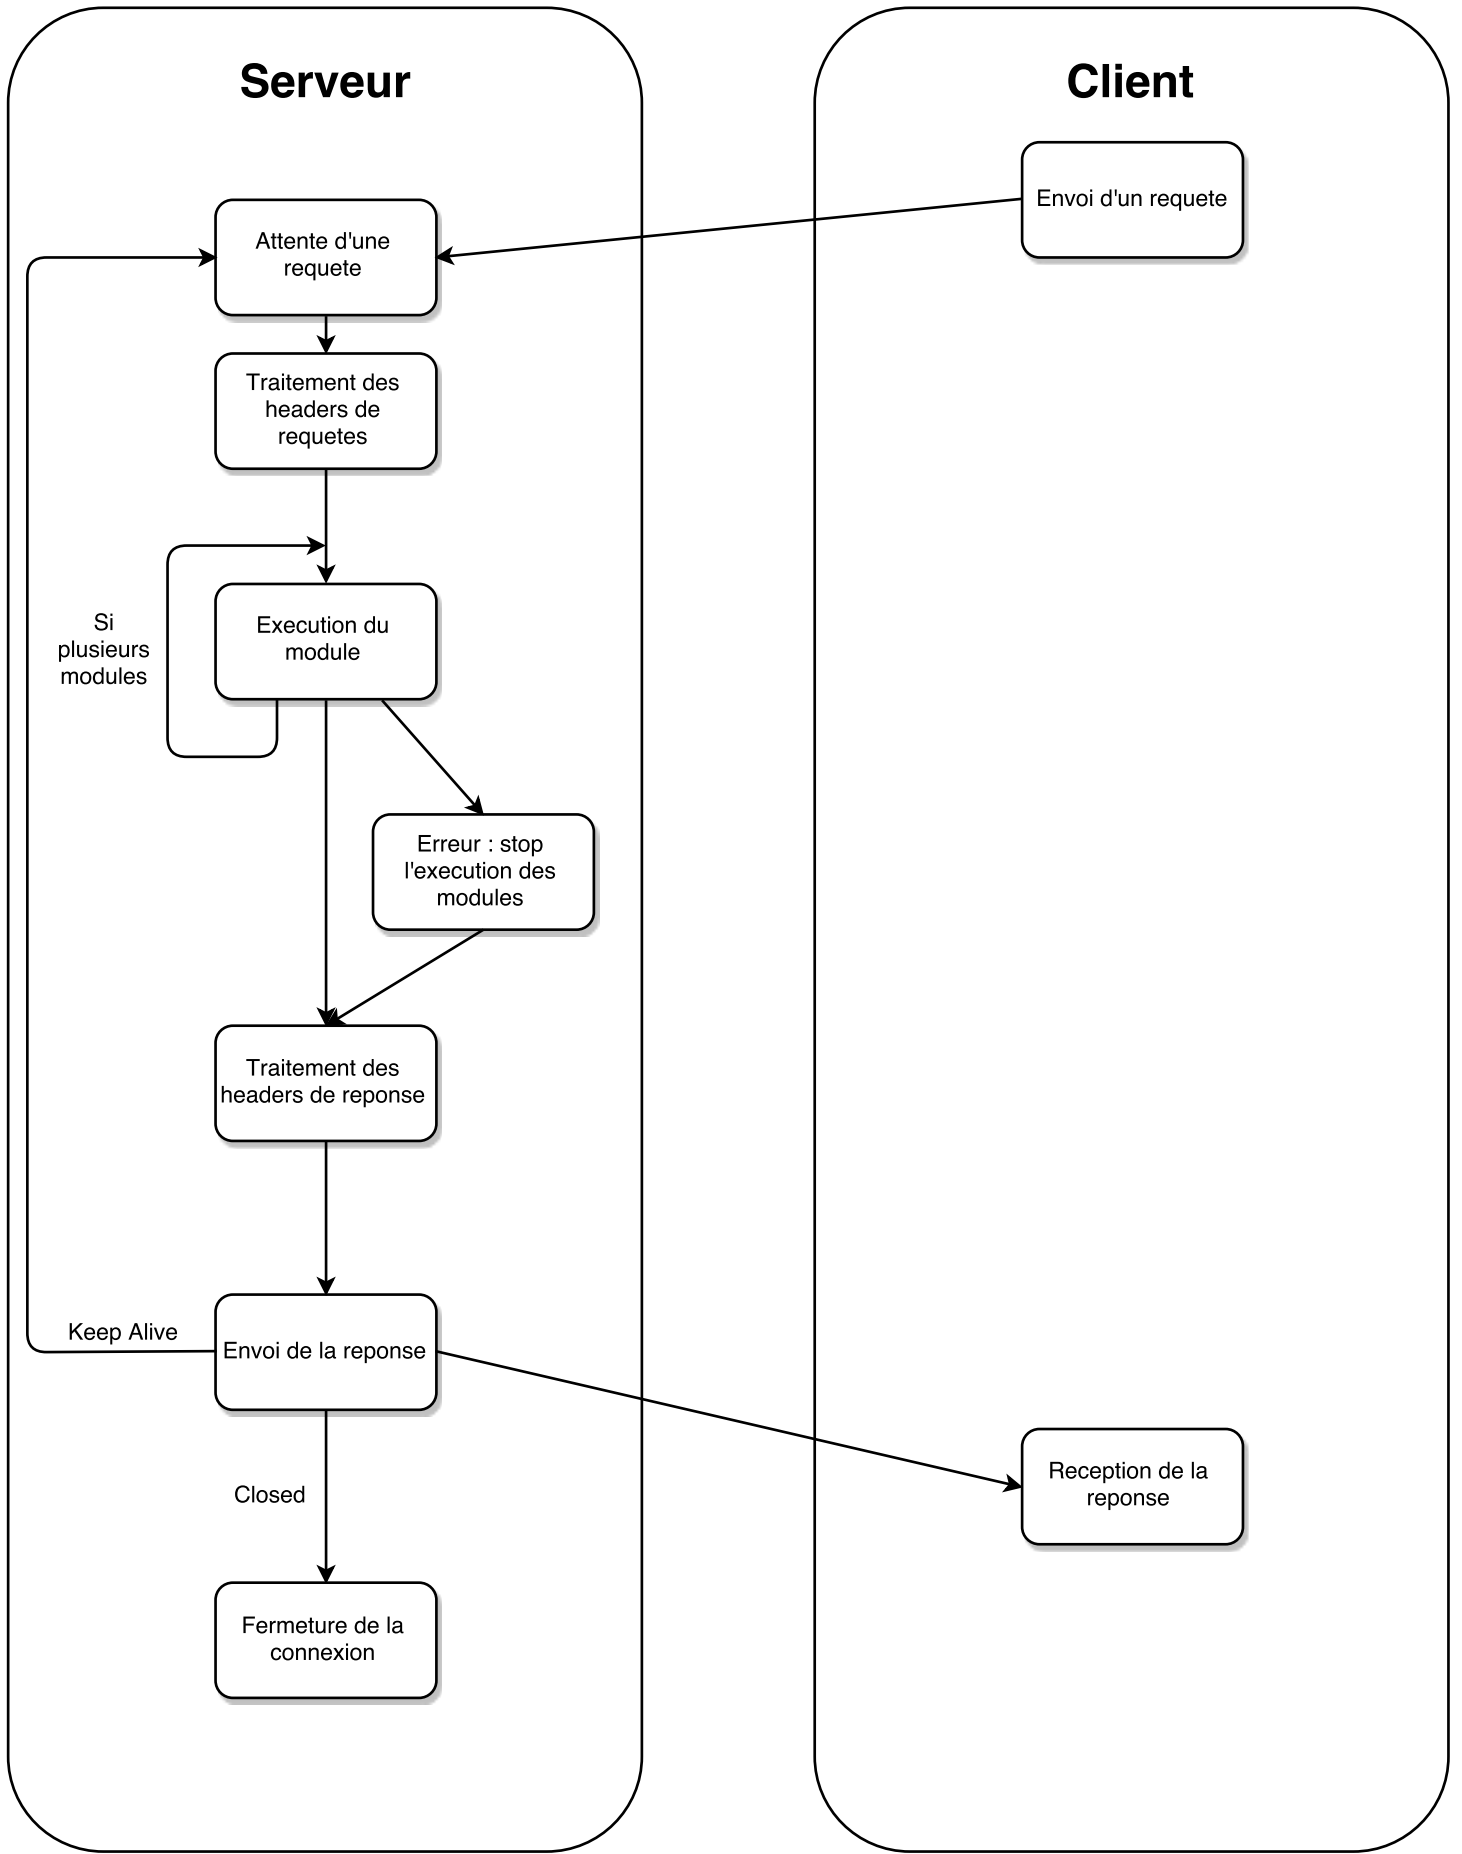 Serveur
Client
Envoi d'un requete
Attente d'une
requete
Traitement des
headers de
requetes
Si
plusieurs
modules
Execution du
module
Erreur : stop
l'execution des
modules
Traitement des
headers de reponse
Keep Alive
Envoi de la reponse
Closed
Reception de la
reponse
Fermeture de la
connexion